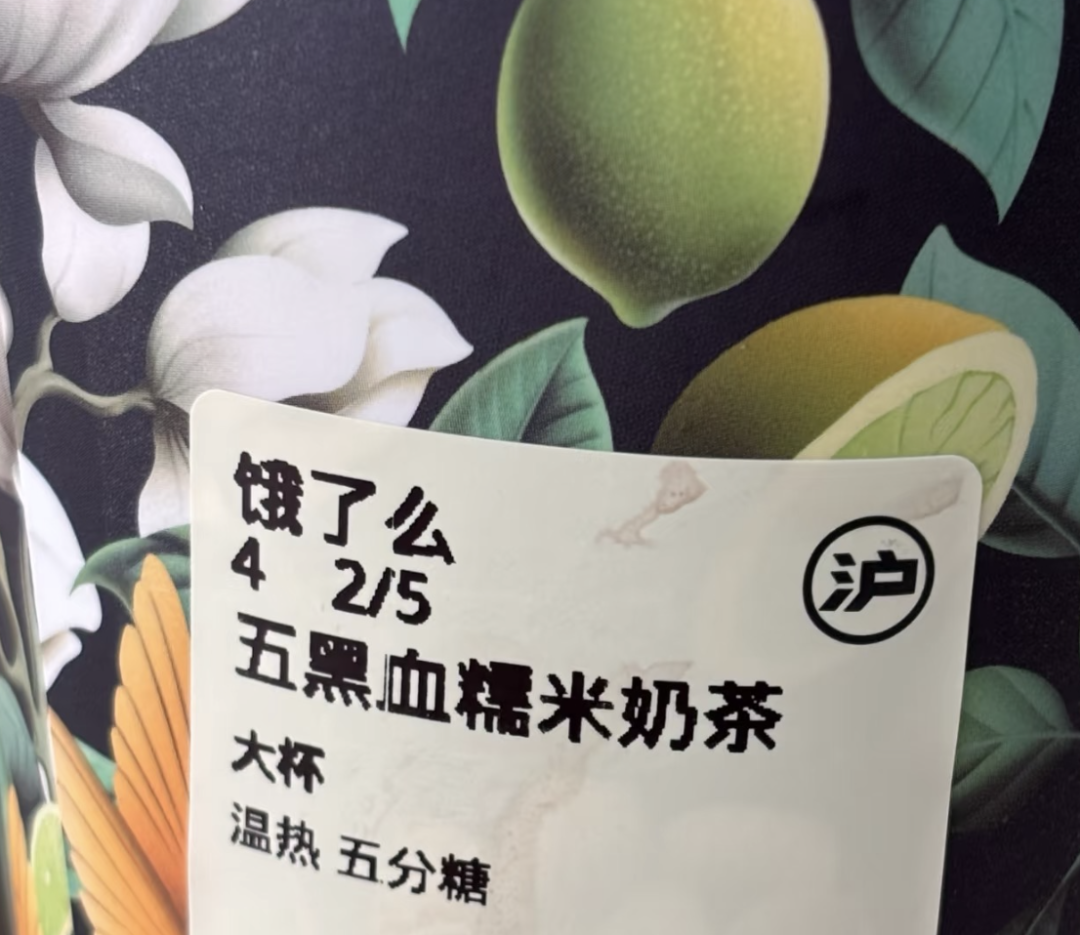 饿了么
4 2/5
沪
五黑血糯米奶茶
大杯
温热 五分糖